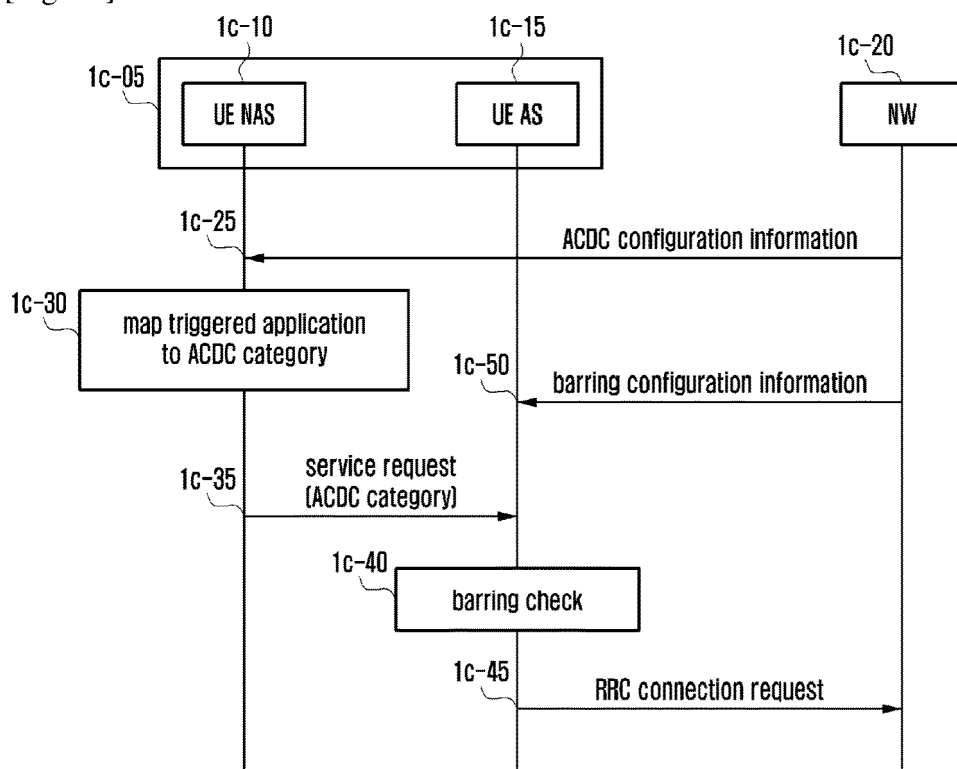 1c-10
1c-15
1c-20
1c-05
UE NAS
UE AS
NW
1c-25
ACDC configuration information
1c-30
map triggered application
to ACDC category
1c-50
barring configuration information
1c-35
service request
(ACDC category)
1c-40
barring check
1c-45
RRC connection request